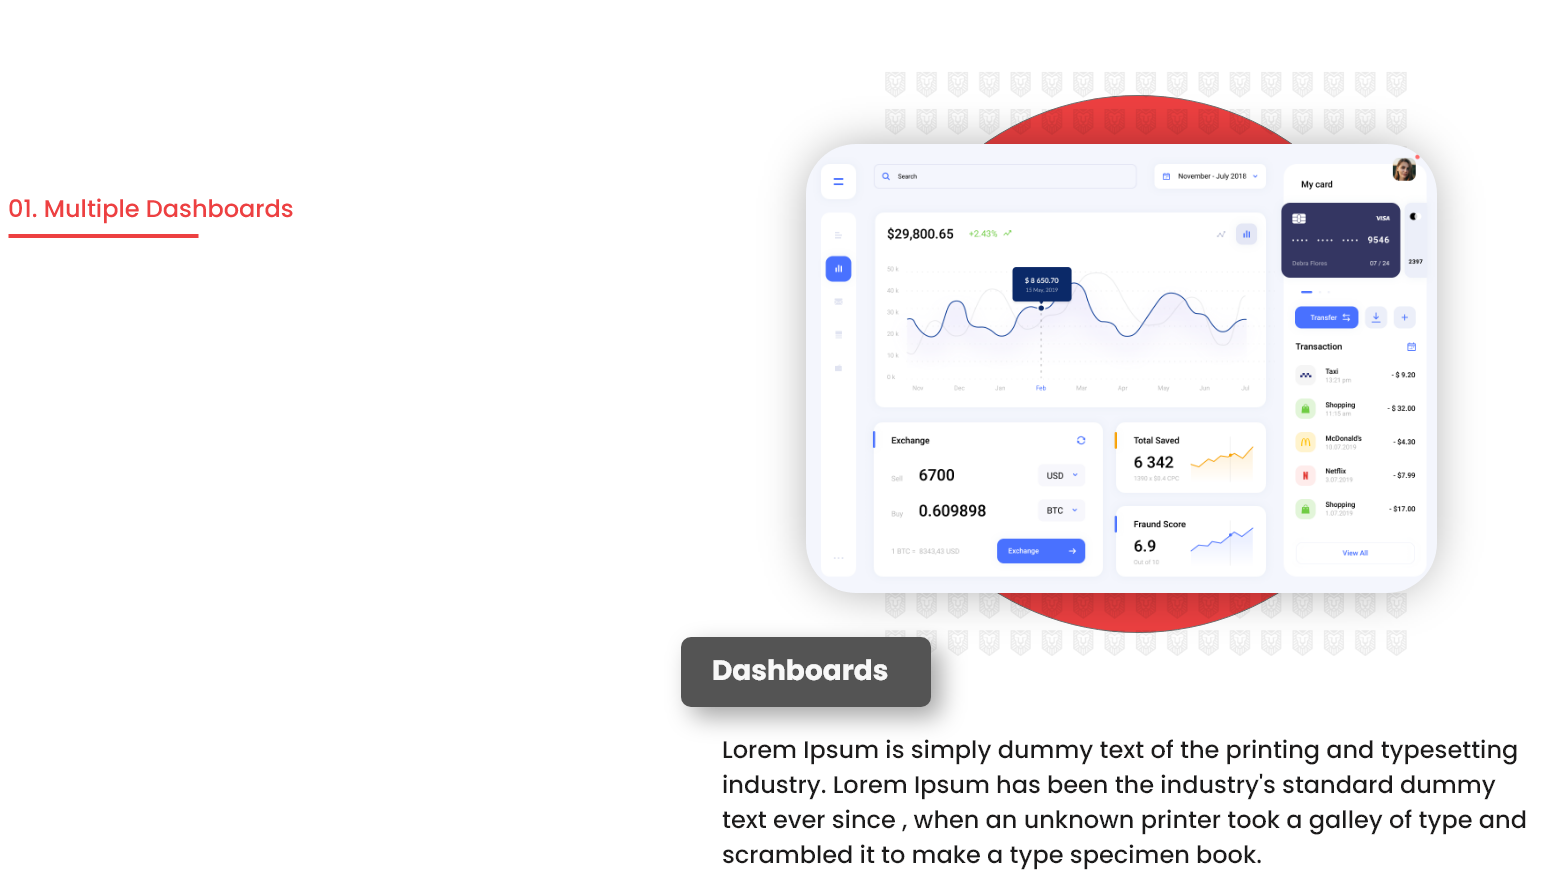 01. Multiple Dashboards
Search
November - July 2018
My card
$29,800.65
+2.43%
VISA
9546
Debra Flores
07 / 24
2397
50 k
40 k
30 k
20 k
10 k
0 k
$ 8 650.70
15 May, 2019
Nov
Dec
Jan
Feb
Mar
Apr
May
Jun
Jul
Transfer
Transaction
Taxi
13:21 pm
- $ 9.20
Shopping
11:15 am
- $ 32.00
McDonald's
10.07.2019
- $4.30
Netflix
5.07.2019
- $7.99
Shopping
1.07.2019
- $17.00
View All
Exchange
Sell
6700
USD
Buy
0.609898
BTC
1 BTC = 8343,43 USD
Exchange
Total Saved
6 342
1390 x $0.4 CPC
Fraund Score
6.9
Out of 10
Dashboards
Lorem Ipsum is simply dummy text of the printing and typesetting
industry. Lorem Ipsum has been the industry's standard dummy
text ever since , when an unknown printer took a galley of type and
scrambled it to make a type specimen book.